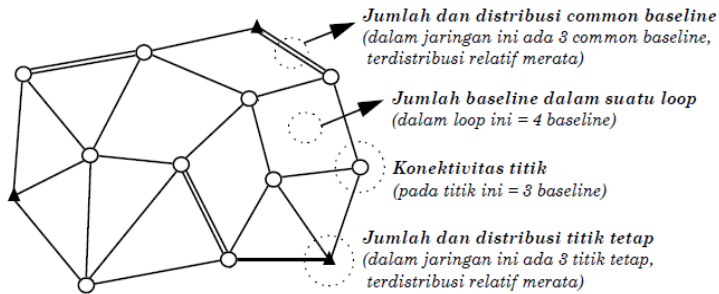 Jumlah dan distribusi common baseline
(dalam jaringan ini ada 3 common baseline,
terdistribusi relatif merata)
Jumlah baseline dalam suatu loop
(dalam loop ini = 4 baseline)
Konektivitas titik
(pada titik ini = 3 baseline)
Jumlah dan distribusi titik tetap
(dalam jaringan ini ada 3 titik tetap,
terdistribusi relatif merata)